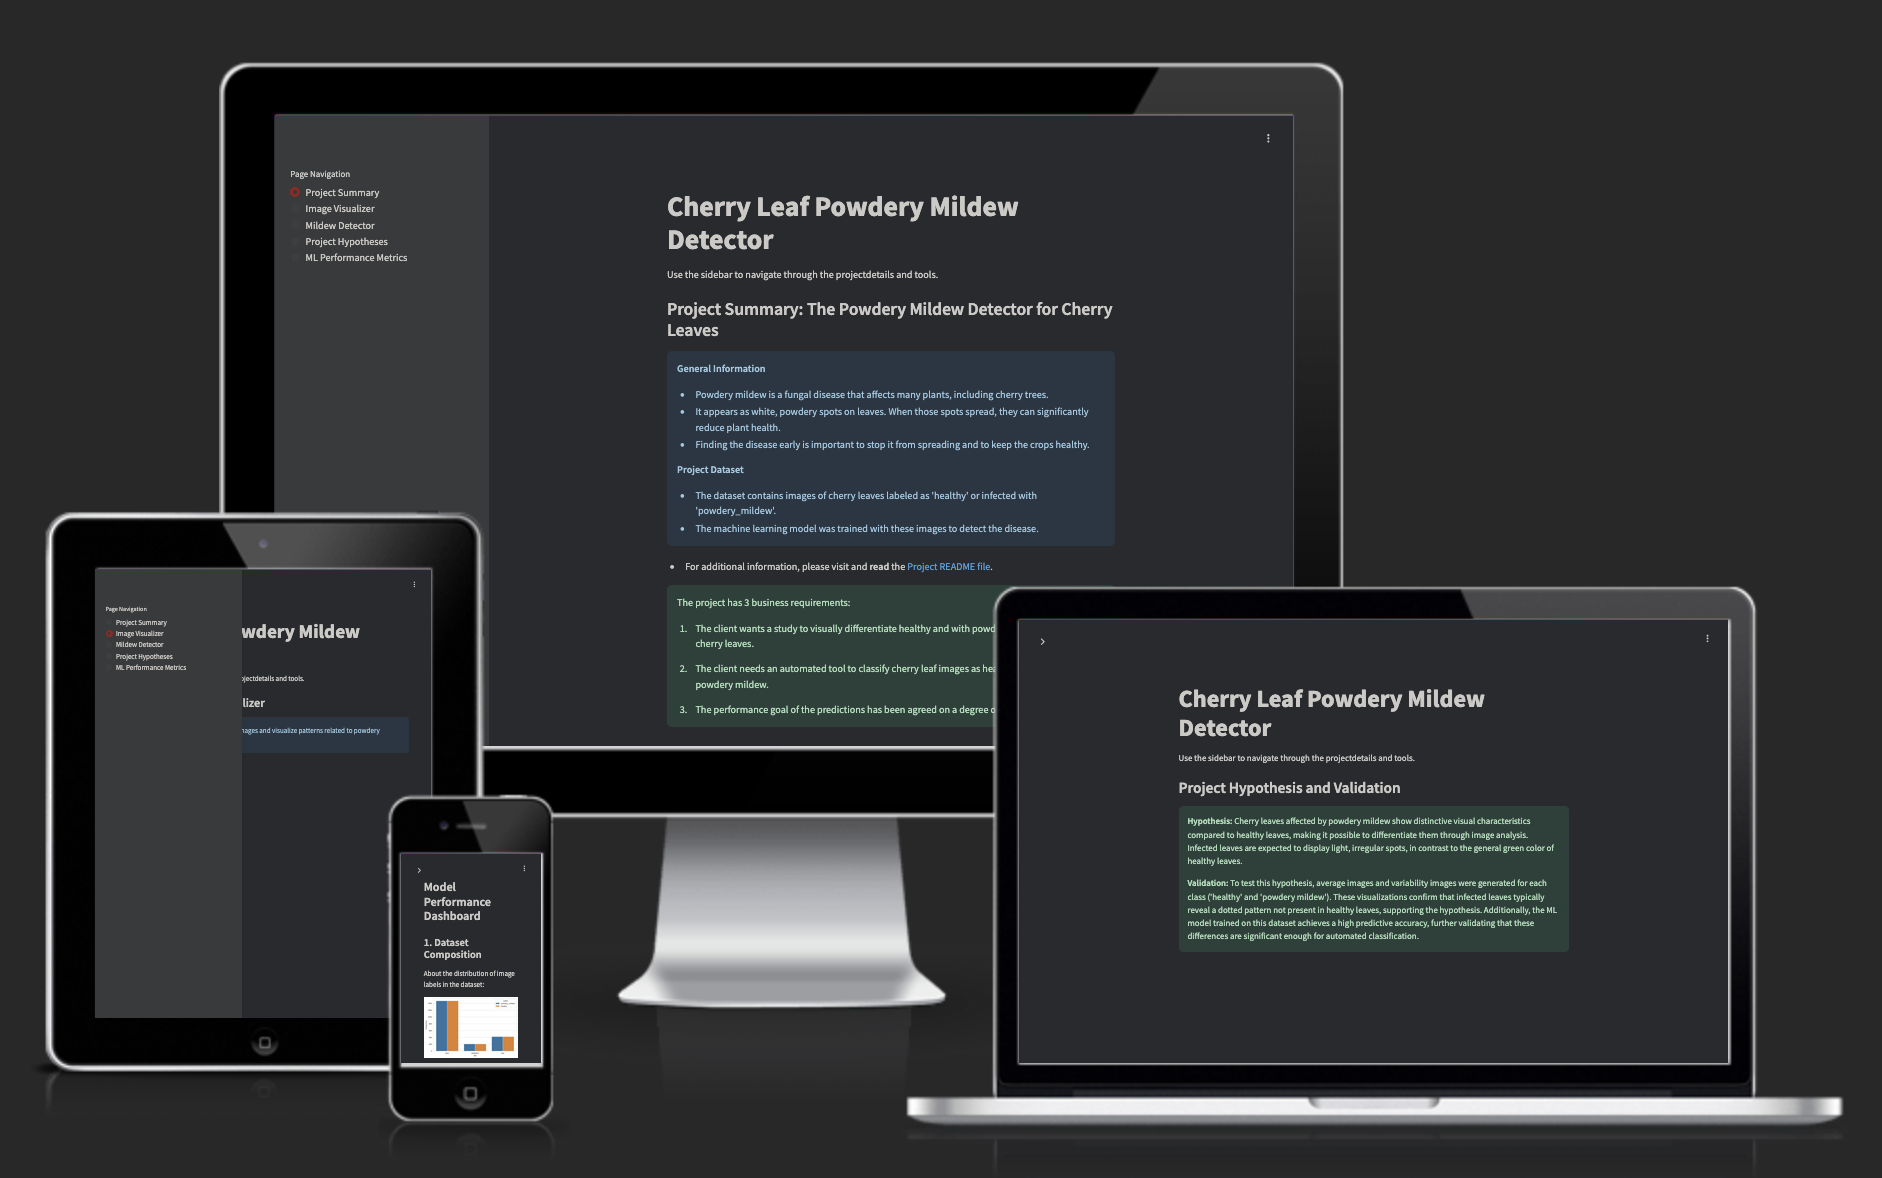 Page Navigation
Project Summary
Image Visualizer
Mildew Detector
Project Hypotheses
ML Performance Metrics
Cherry Leaf Powdery Mildew
Detector
Use the sidebar to navigate through the projectdetails and tools.
Project Summary: The Powdery Mildew Detector for Cherry
Leaves
General Information
Powdery mildew is a fungal disease that affects many plants, including cherry trees.
It appears as white, powdery spots on leaves. When those spots spread, they can significantly
reduce plant health.
Finding the disease early is important to stop it from spreading and to keep the crops healthy.
Project Dataset
The dataset contains images of cherry leaves labeled as 'healthy' or infected with
'powdery_mildew'.
The machine learning model was trained with these images to detect the disease.
For additional information, please visit and read the Project README file.
The project has 3 business requirements:
1. The client wants a study to visually differentiate healthy and with powd
cherry leaves.
2. The client needs an automated tool to classify cherry leaf images as hea
powdery mildew.
3. The performance goal of the predictions has been agreed on a degree o
Page Navigation
Project Summary
Image Visualizer
Mildew Detector
Project Hypotheses
ML Performance Metrics
wdery Mildew
ojectdetails and tools.
lizer
mages and visualize patterns related to powdery
Model
Performance
Dashboard
1. Dataset
Composition
About the distribution of image
labels in the dataset:
Cherry Leaf Powdery Mildew
Detector
Use the sidebar to navigate through the projectdetails and tools.
Project Hypothesis and Validation
Hypothesis: Cherry leaves affected by powdery mildew show distinctive visual characteristics
compared to healthy leaves, making it possible to differentiate them through image analysis.
Infected leaves are expected to display light, irregular spots, in contrast to the general green color of
healthy leaves.
Validation: To test this hypothesis, average images and variability images were generated for each
class ('healthy' and 'powdery mildew'). These visualizations confirm that infected leaves typically
reveal a dotted pattern not present in healthy leaves, supporting the hypothesis. Additionally, the ML
model trained on this dataset achieves a high predictive accuracy, further validating that these
differences are significant enough for automated classification.